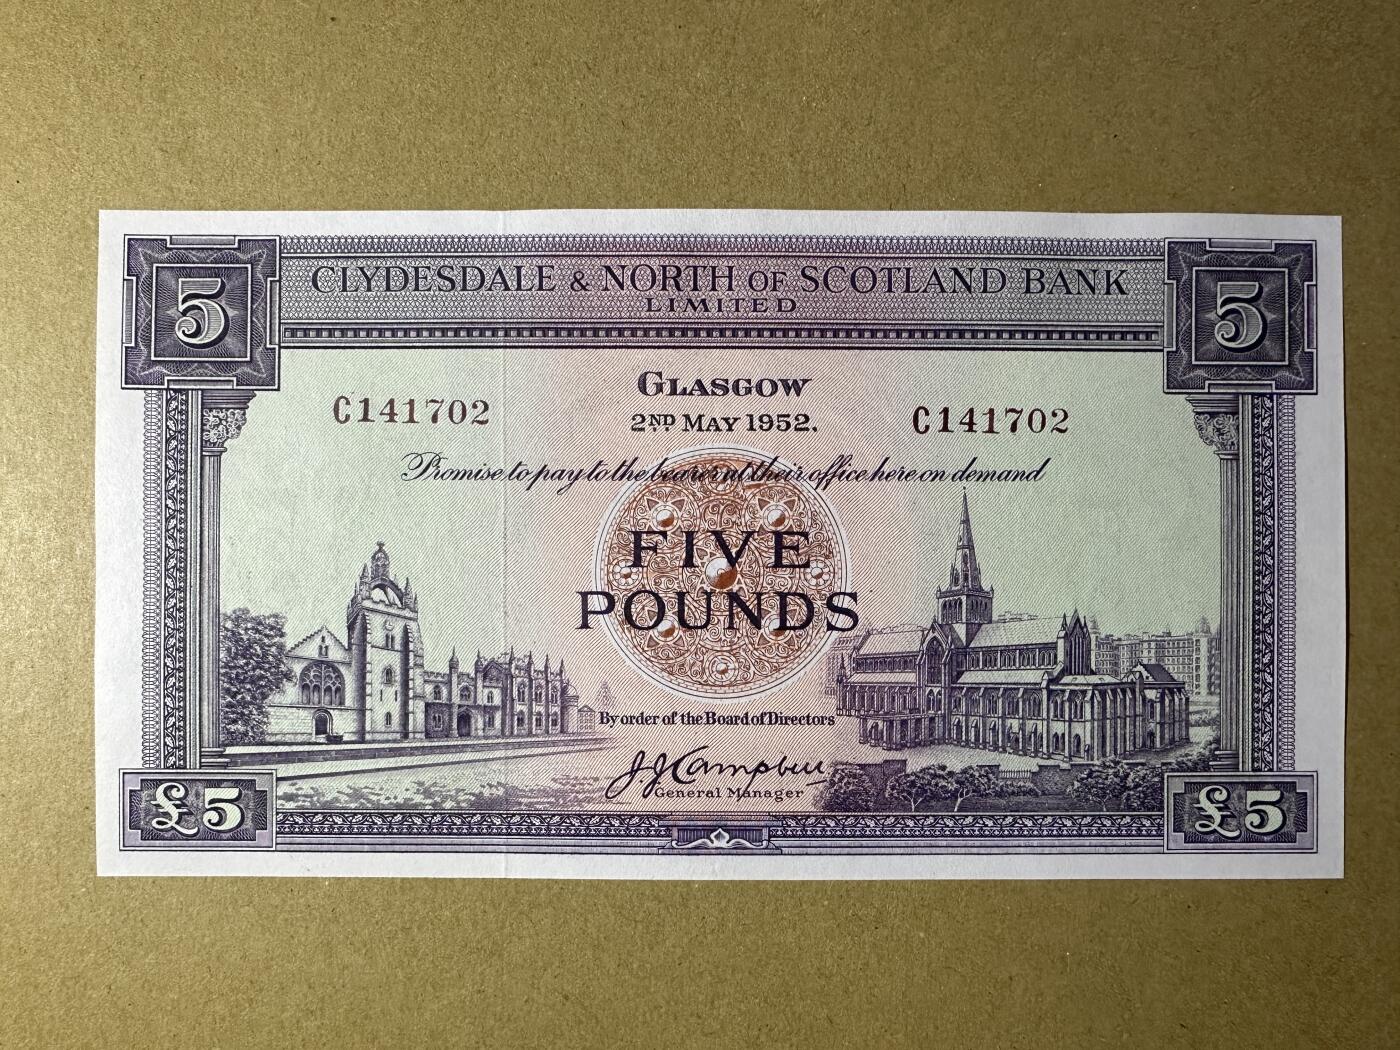 5 5
CLYDESDALE & NORTH OF SCOTLAND BANK
LIMITED
GLASGOW
2ND MAY 1952.
C141702 C141702
Promise to pay to the bearer at their office here on demand
FIVE
POUNDS
By order of the Board of Directors
J.J. Campbell
General Manager
£5 £5